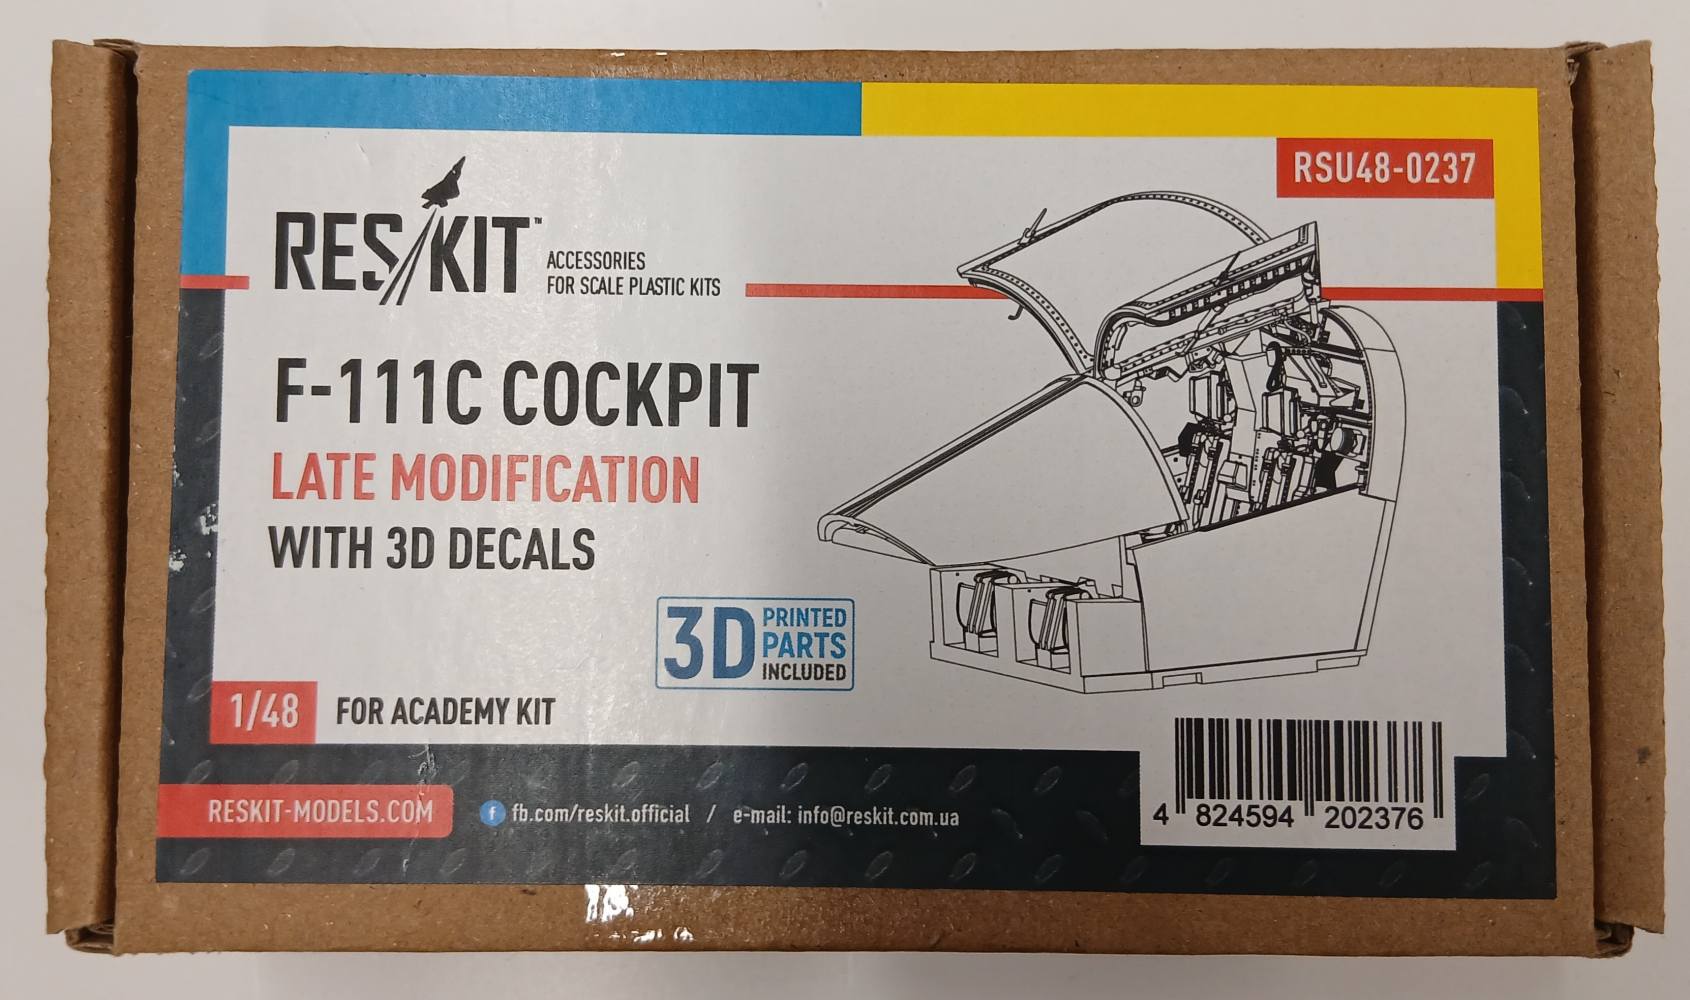 RSU48-0237
RESKIT™
ACCESSORIES
FOR SCALE PLASTIC KITS
F-111C COCKPIT
LATE MODIFICATION
WITH 3D DECALS
3D PRINTED
PARTS
INCLUDED
1/48 FOR ACADEMY KIT
RESKIT-MODELS.COM
f fb.com/reskit.official / e-mail: info@reskit.com.ua
4 824594 202376